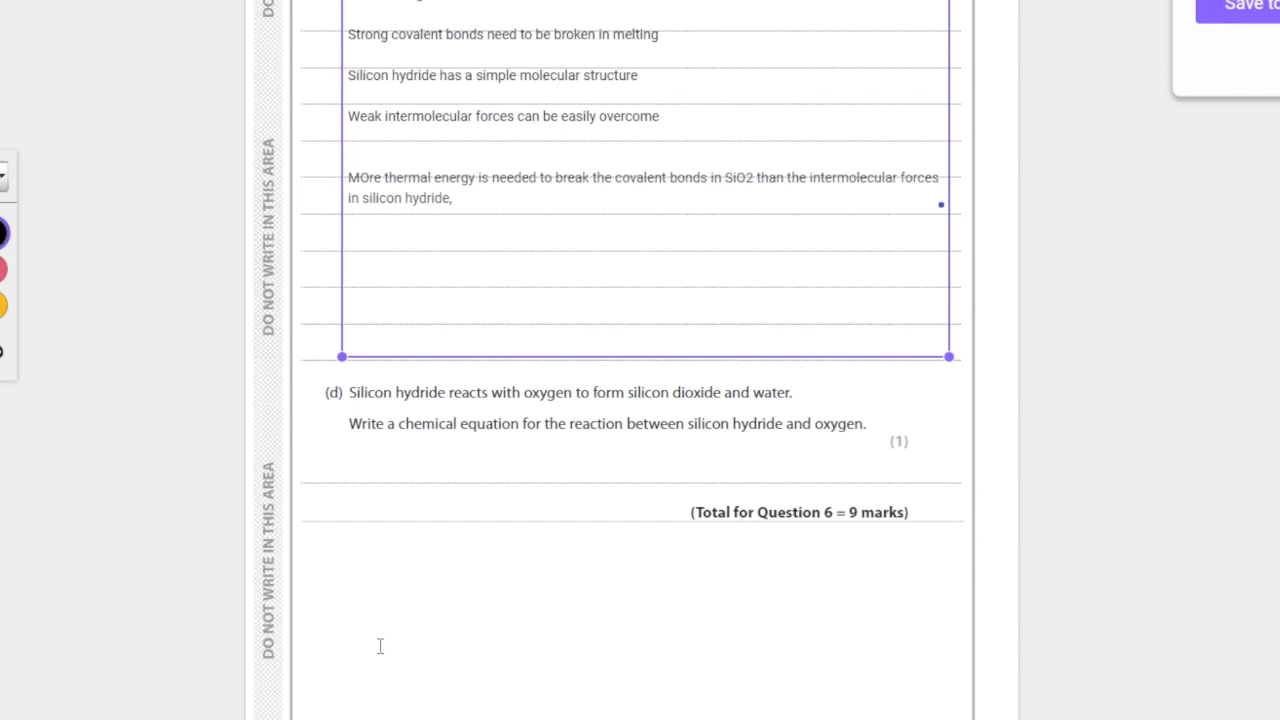 Save to
Strong covalent bonds need to be broken in melting
Silicon hydride has a simple molecular structure
Weak intermolecular forces can be easily overcome
MOre thermal energy is needed to break the covalent bonds in SiO2 than the intermolecular forces
in silicon hydride,
DO NOT WRITE IN THIS AREA
(d) Silicon hydride reacts with oxygen to form silicon dioxide and water.
Write a chemical equation for the reaction between silicon hydride and oxygen.
(1)
DO NOT WRITE IN THIS AREA
(Total for Question 6 = 9 marks)